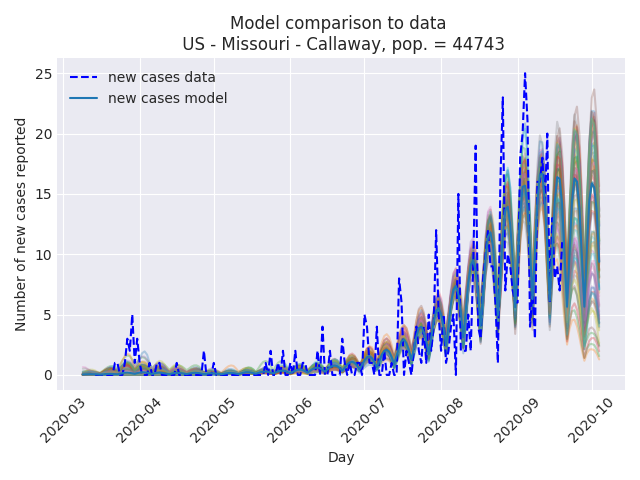 Model comparison to data
US - Missouri - Callaway, pop. = 44743
new cases data
new cases model
Number of new cases reported
25
20
15
10
5
0
2020-03
2020-04
2020-05
2020-06
2020-07
2020-08
2020-09
2020-10
Day